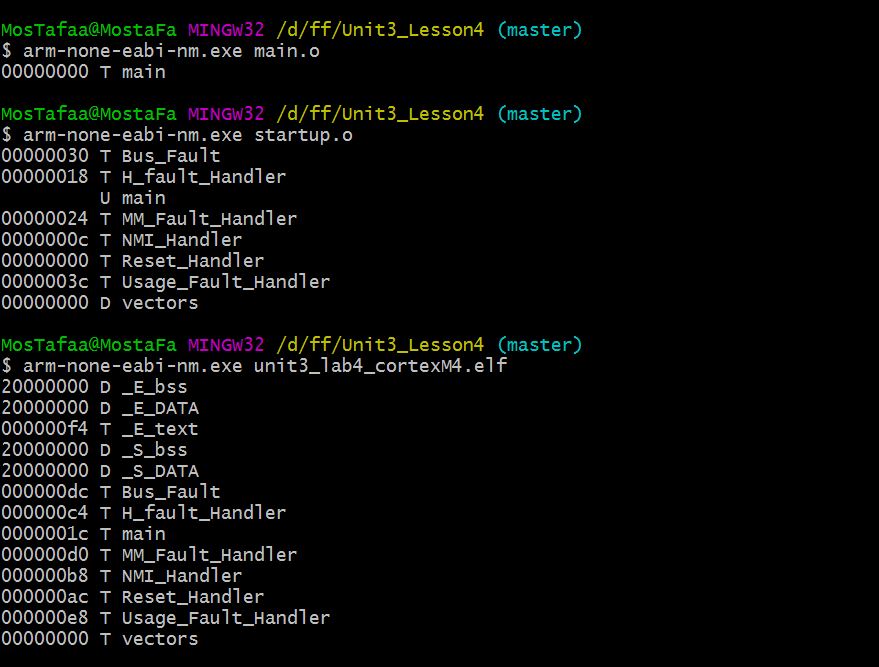 MosTafaa@MostaFa MINGW32 /d/ff/Unit3_Lesson4 (master)
$ arm-none-eabi-nm.exe main.o
00000000 T main
MosTafaa@MostaFa MINGW32 /d/ff/Unit3_Lesson4 (master)
$ arm-none-eabi-nm.exe startup.o
00000030 T Bus_Fault
00000018 T H_fault_Handler
         U main
00000024 T MM_Fault_Handler
0000000c T NMI_Handler
00000000 T Reset_Handler
0000003c T Usage_Fault_Handler
00000000 D vectors
MosTafaa@MostaFa MINGW32 /d/ff/Unit3_Lesson4 (master)
$ arm-none-eabi-nm.exe unit3_lab4_cortexM4.elf
20000000 D _E_bss
20000000 D _E_DATA
000000f4 T _E_text
20000000 D _S_bss
20000000 D _S_DATA
000000dc T Bus_Fault
000000c4 T H_fault_Handler
0000001c T main
000000d0 T MM_Fault_Handler
000000b8 T NMI_Handler
000000ac T Reset_Handler
000000e8 T Usage_Fault_Handler
00000000 T vectors